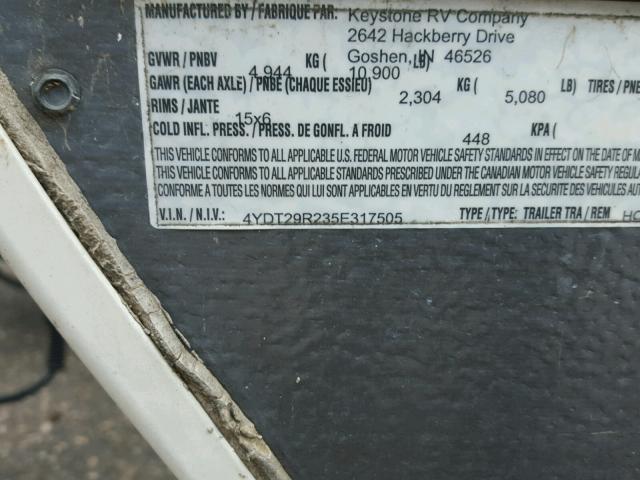 MANUFACTURED BY / FABRIQUE PAR: Keystone RV Company
2642 Hackberry Drive
GVWR / PNBV 4,944 KG ( 10,900 LB) Goshen, IN 46526
GAWR (EACH AXLE) / PNBE (CHAQUE ESSIEU) 2,304 KG ( 5,080 LB) TIRES / PNE
RIMS / JANTE 15x6
COLD INFL. PRESS. / PRESS. DE GONFL. A FROID 448 KPA (
THIS VEHICLE CONFORMS TO ALL APPLICABLE U.S. FEDERAL MOTOR VEHICLE SAFETY STANDARDS IN EFFECT ON THE DATE OF M
THIS VEHICLE CONFORMS TO ALL APPLICABLE STANDARDS PRESCRIBED UNDER THE CANADIAN MOTOR VEHICLE SAFETY REGULA
CONFORME A TOUTES LES NORMES QUI LUI SONT APPLICABLES EN VERTU DU REGLEMENT SUR LA SECURITE DES VEHICULES AUT
V.I.N. / N.I.V.: 4YDT29R235E317505 TYPE / TYPE: TRAILER TRA / REM